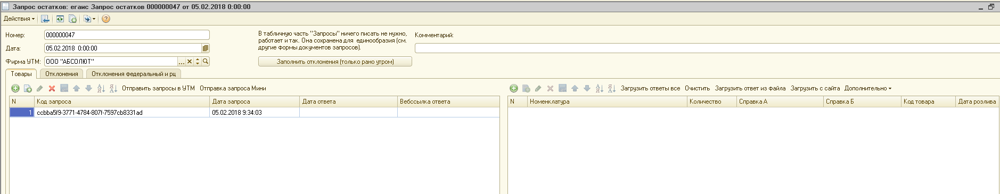 Запрос остатков: егаис Запрос остатков 000000047 от 05.02.2018 0:00:00
Действия
Номер:
000000047
Дата:
05.02.2018 0:00:00
Фирма УТМ:
ООО "АБСОЛЮТ"
В табличную часть "Запросы" ничего писать не нужно,
работает и так. Она сохранена для единообразия (см.
другие формы документов запросов).
Заполнить отклонения (только рано утром)
Комментарий:
Товары
Отклонения
Отклонения федеральный и рц
Отправить запросы в УТМ
Отправка запроса Мини
N
Код запроса
Дата запроса
Дата ответа
Вебссылка ответа
1
ccbba5f9-3771-4784-807f-7597cb8331ad
05.02.2018 9:34:03
Загрузить ответы все
Очистить
Загрузить ответ из файла
Загрузить с сайта
Дополнительно
N
Номенклатура
Количество
Справка А
Справка Б
Код товара
Дата розлива